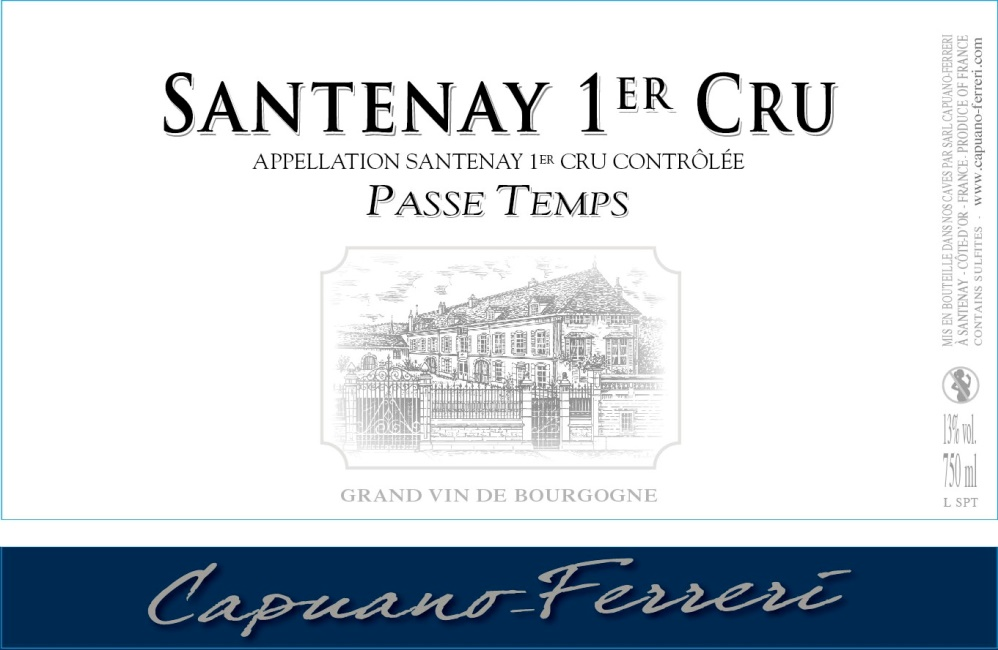 SANTENAY 1ER CRU
APPELLATION SANTENAY 1ER CRU CONTRÔLÉE
PASSE TEMPS
GRAND VIN DE BOURGOGNE
MIS EN BOUTEILLE DANS NOS CAVES PAR SARL CAPUANO-FERRERI
À SANTENAY - CÔTE-D'OR - FRANCE- PRODUCE OF FRANCE
CONTAINS SULFITES - www.capuano-ferreri.com
13% vol.
750 ml
L SPT
Capuano-Ferreri